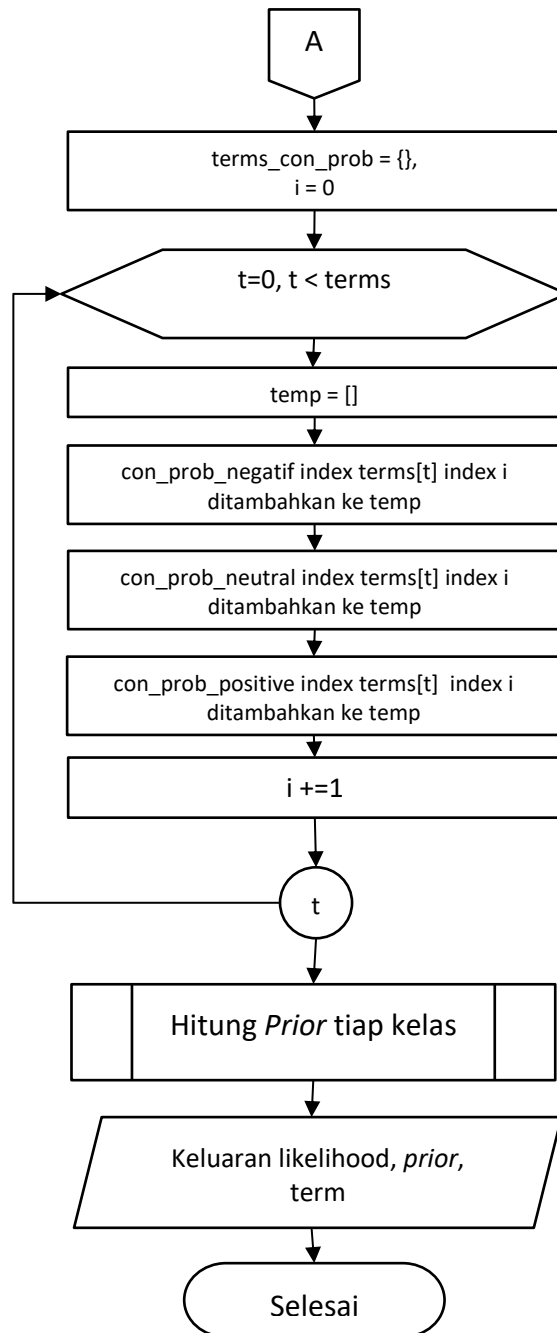 A
terms_con_prob = {},
i = 0
t=0, t < terms
temp = []
con_prob_negatif index terms[t] index i
ditambahkan ke temp
con_prob_neutral index terms[t] index i
ditambahkan ke temp
con_prob_positive index terms[t] index i
ditambahkan ke temp
i +=1
t
Hitung Prior tiap kelas
Keluaran likelihood, prior,
term
Selesai